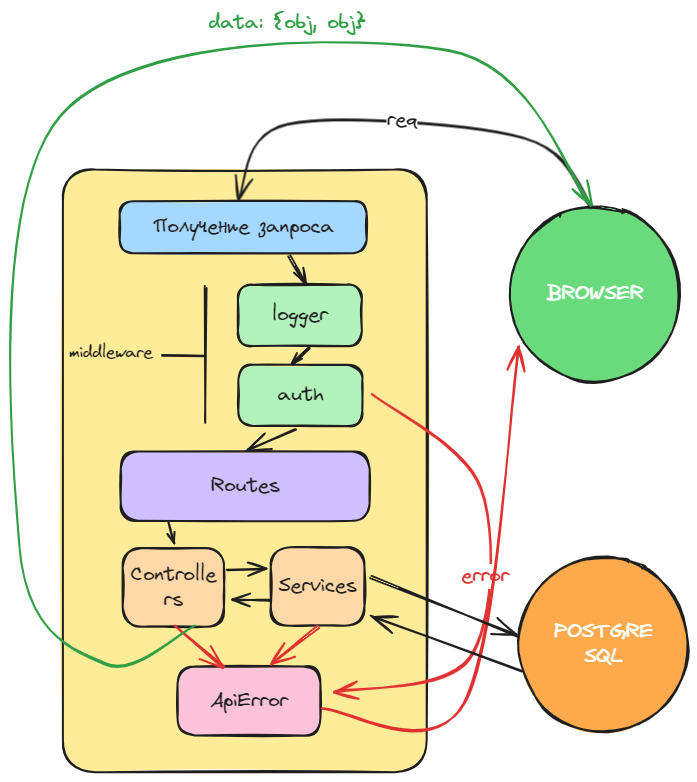 data: {obj, obj}
req
Получение запроса
BROWSER
logger
middleware
auth
Routes
Controlle
rs
Services
error
POSTGRE
SQL
ApiError